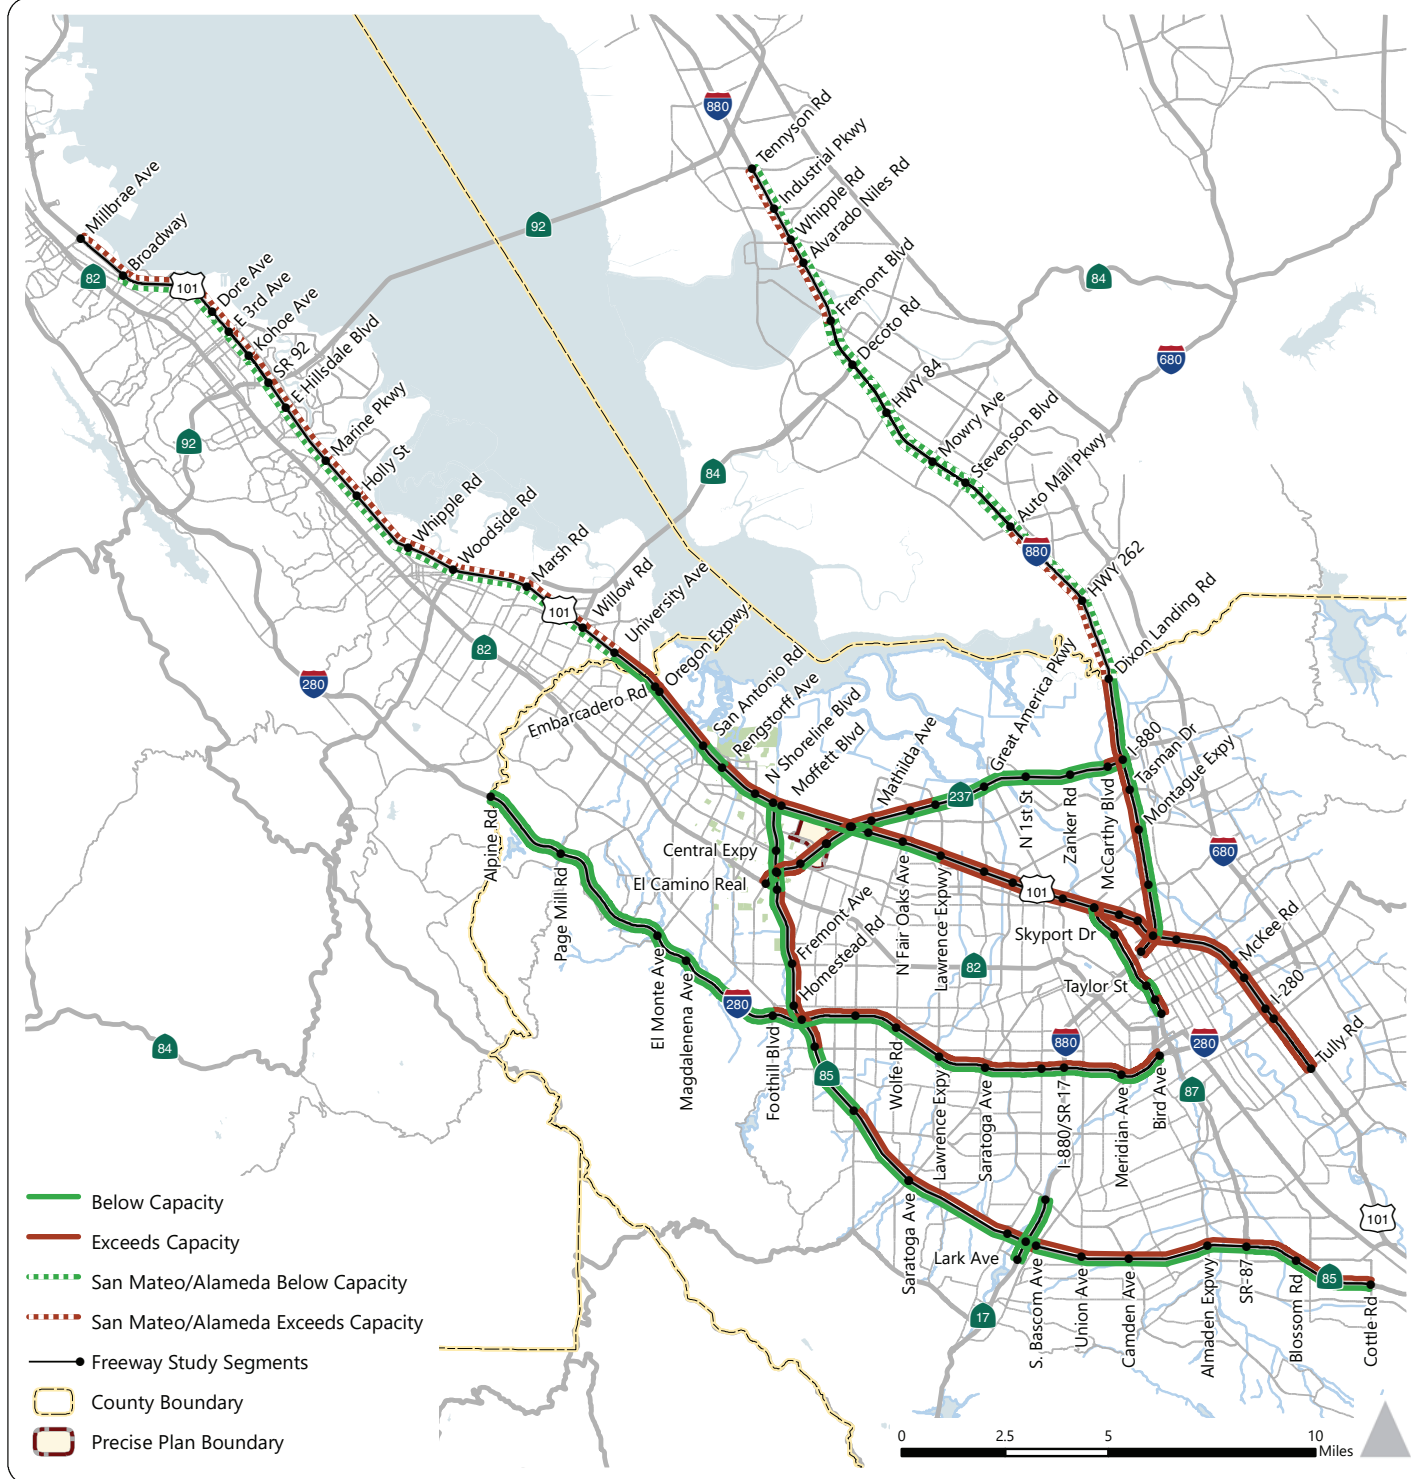 880
Tennyson Rd
Industrial Pkwy
Whipple Rd
Alvarado Niles Rd
Fremont Blvd
Decoto Rd
HWY 84
Mowry Ave
Stevenson Blvd
Auto Mall Pkwy
880
HWY 262
Dixon Landing Rd
84
680
92
84
Millbrae Ave
Broadway
82
101
Dore Ave
E 3rd Ave
Kohoe Ave
SR 92
E Hillsdale Blvd
92
Marine Pkwy
Holly St
Whipple Rd
Woodside Rd
Marsh Rd
101
Willow Rd
University Ave
82
280
Embarcadero Rd
Oregon Expwy
San Antonio Rd
Rengstorff Ave
N Shoreline Blvd
Moffett Blvd
Mathilda Ave
237
Great America Pkwy
N 1st St
Zanker Rd
McCarthy Blvd
I-880
Tasman Dr
Montague Expy
680
Central Expy
El Camino Real
Alpine Rd
Page Mill Rd
El Monte Ave
Magdalenena Ave
280
Foothill Blvd
Fremont Ave
Homestead Rd
N Fair Oaks Ave
Lawrence Expwy
101
Skyport Dr
82
Taylor St
McKee Rd
I-280
Tully Rd
880
280
87
84
85
Wolfe Rd
Lawrence Expy
Saratoga Ave
I-880/SR-17
Meridian Ave
Bird Ave
Saratoga Ave
Lark Ave
17
S. Bascom Ave
Union Ave
Camden Ave
Almaden Expwy
SR-87
Blossom Rd
85
Cottle Rd
101
Below Capacity
Exceeds Capacity
San Mateo/Alameda Below Capacity
San Mateo/Alameda Exceeds Capacity
Freeway Study Segments
County Boundary
Precise Plan Boundary
0 2.5 5 10
Miles